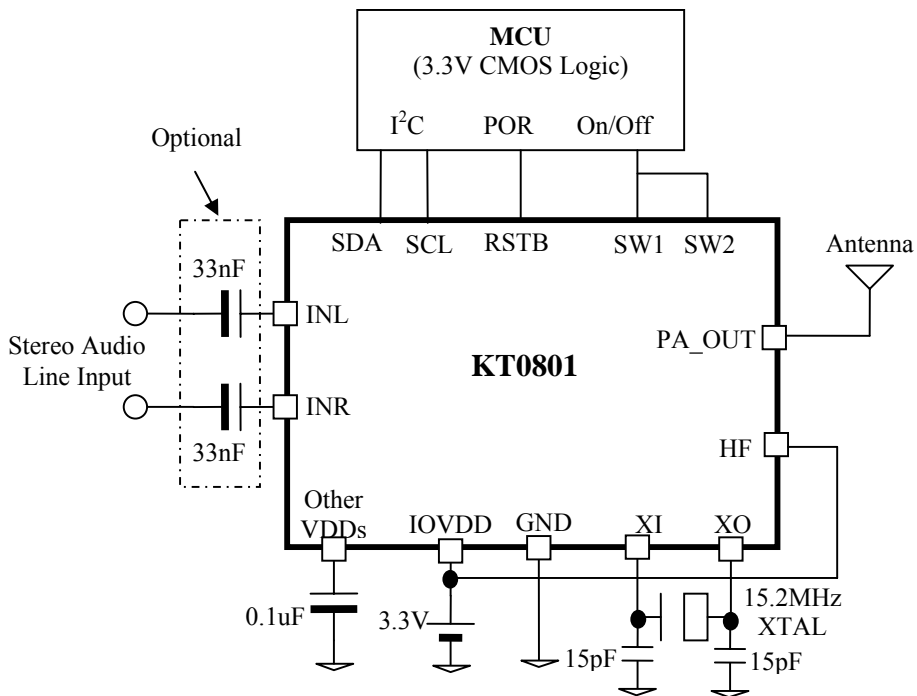 MCU
(3.3V CMOS Logic)
I²C POR On/Off
Optional
SDA SCL RSTB SW1 SW2
Antenna
33nF
INL
PA_OUT
Stereo Audio
Line Input
KT0801
INR
33nF
HF
Other
VDDs
IOVDD GND XI XO
0.1uF
3.3V
15.2MHz
XTAL
15pF
15pF